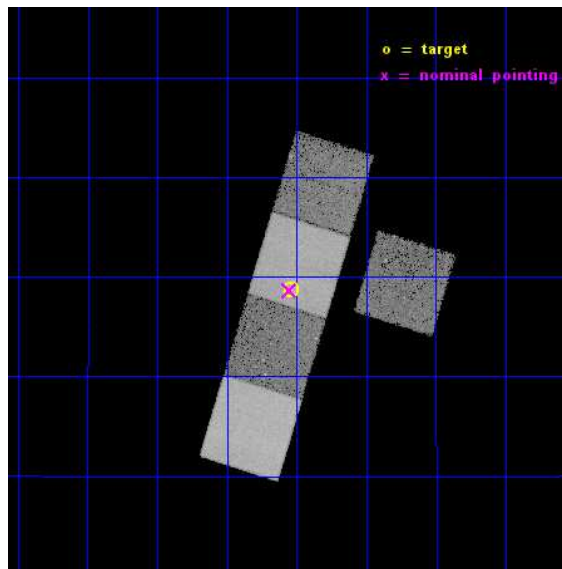 o = target
x = nominal pointing